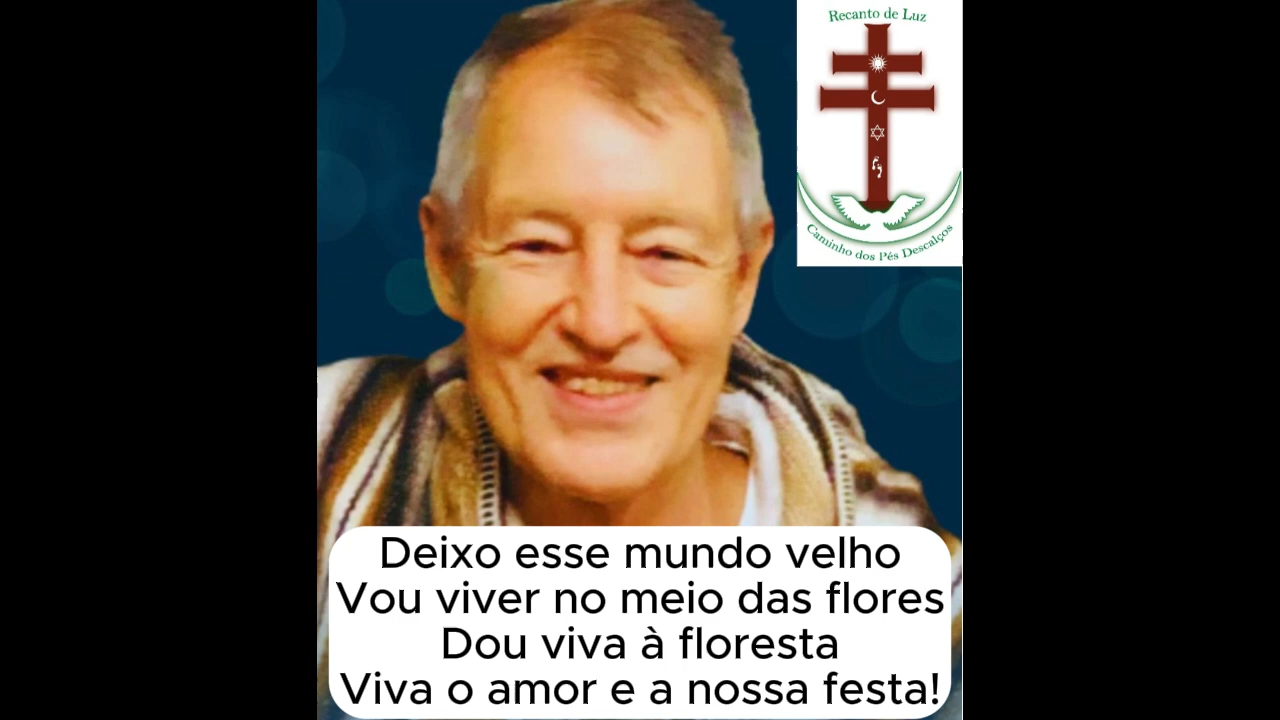 Recanto de Luz
Caminho dos Pés Descalços
Deixo esse mundo velho
Vou viver no meio das flores
Dou viva à floresta
Viva o amor e a nossa festa!